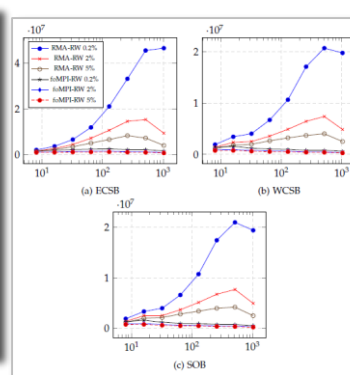 ·10⁷
4
2
0
RMA-RW 0.2%
RMA-RW 2%
RMA-RW 5%
foMPI-RW 0.2%
foMPI-RW 2%
foMPI-RW 5%
10¹ 10² 10³
(a) ECSB
·10⁷
2
1
0
10¹ 10² 10³
(b) WCSB
·10⁷
2
1
0
10¹ 10² 10³
(c) SOB